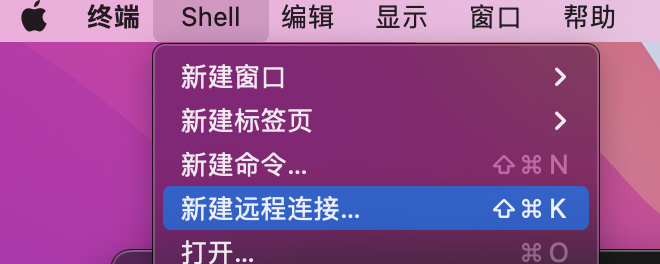 终端 Shell 编辑 显示 窗口 帮助
新建窗口
新建标签页
新建命令... ⇧⌘N
新建远程连接... ⇧⌘K
打开... ⌘O